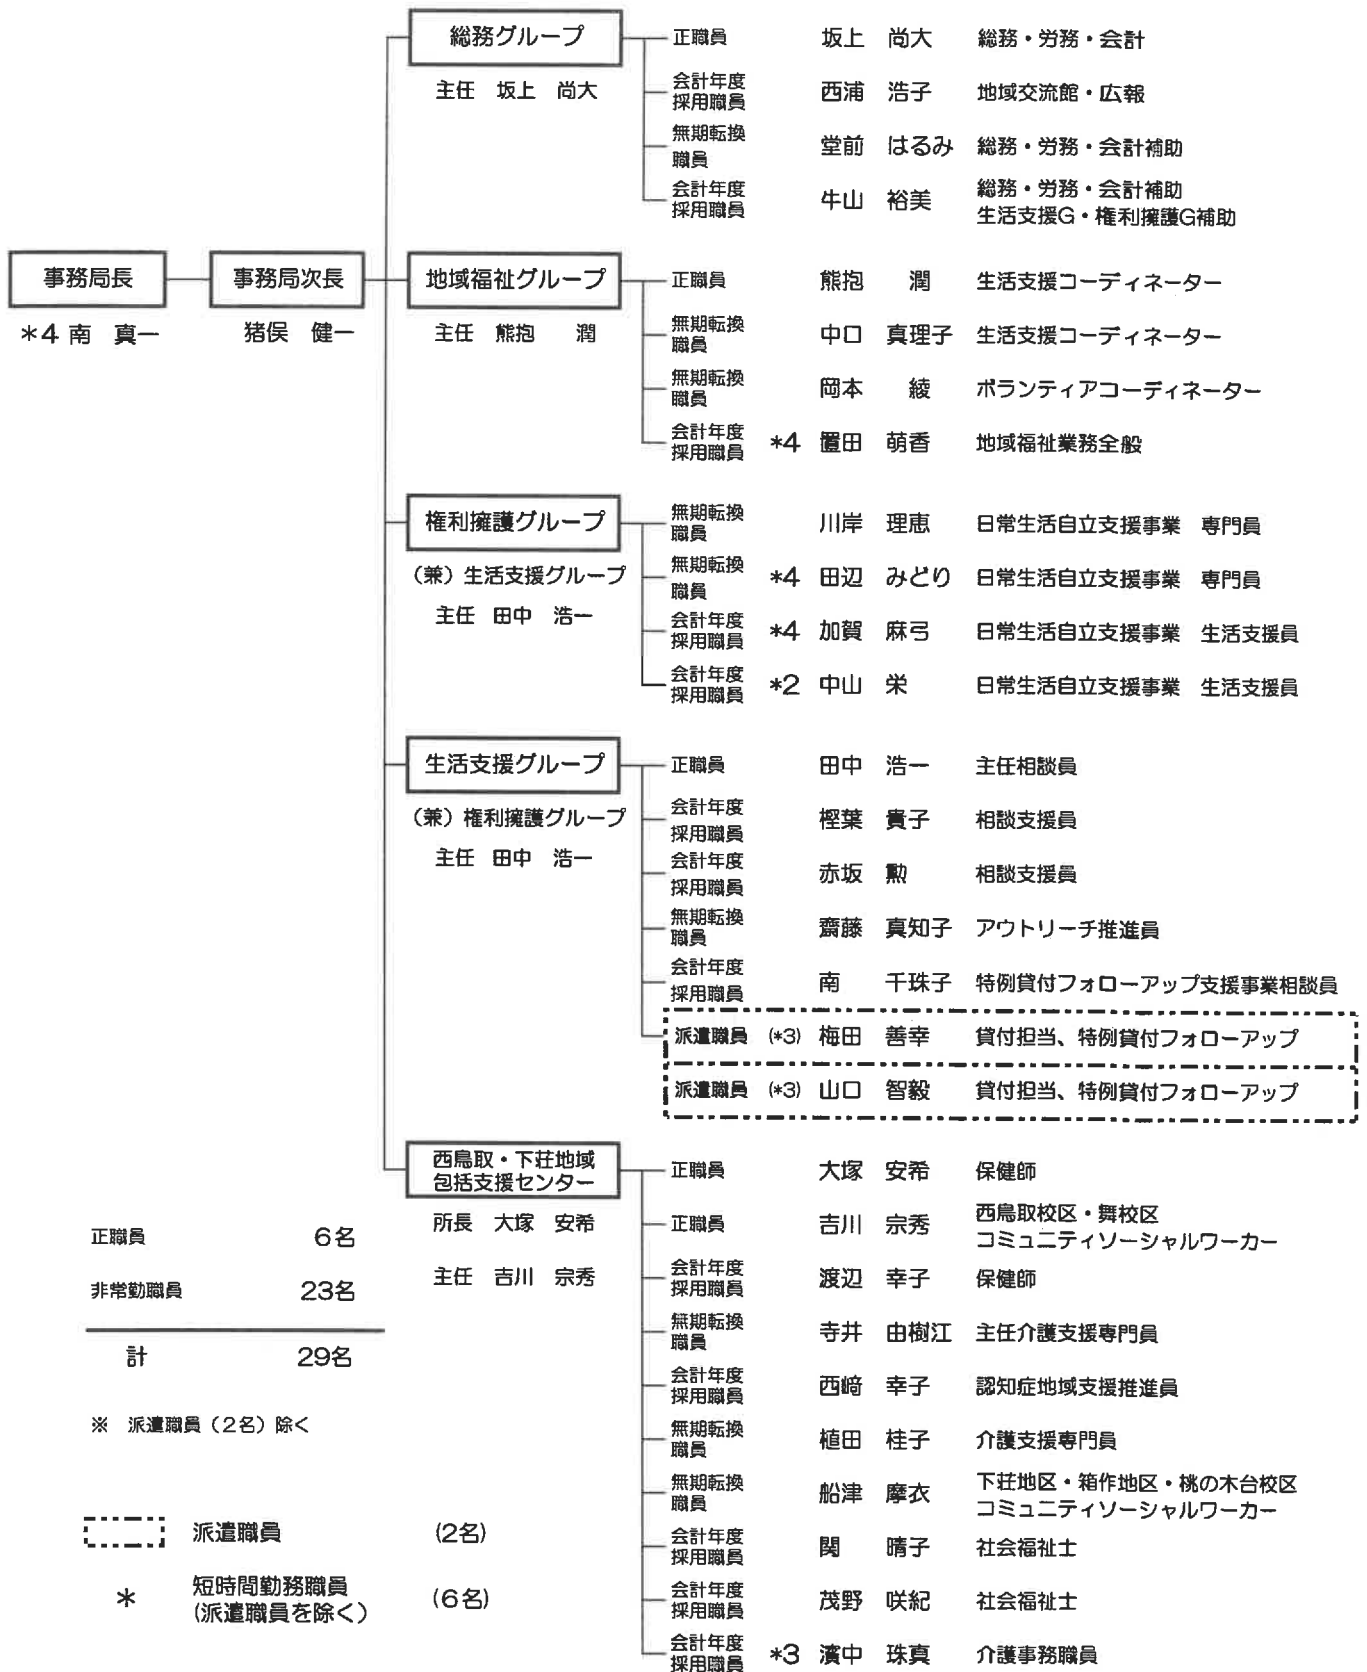 総務グループ
主任 坂上 尚大
正職員 坂上 尚大 総務・労務・会計
会計年度
採用職員 西浦 浩子 地域交流館・広報
無期転換
職員 堂前 はるみ 総務・労務・会計補助
会計年度
採用職員 牛山 裕美 総務・労務・会計補助
生活支援G・権利擁護G補助
事務局長
*4 南 真一
事務局次長
猪俣 健一
地域福祉グループ
主任 熊抱 潤
正職員 熊抱 潤 生活支援コーディネーター
無期転換
職員 中口 真理子 生活支援コーディネーター
無期転換
職員 岡本 綾 ボランティアコーディネーター
会計年度
採用職員 *4 置田 萌香 地域福祉業務全般
権利擁護グループ
（兼）生活支援グループ
主任 田中 浩一
無期転換
職員 川岸 理恵 日常生活自立支援事業 専門員
無期転換
職員 *4 田辺 みどり 日常生活自立支援事業 専門員
会計年度
採用職員 *4 加賀 麻弓 日常生活自立支援事業 生活支援員
会計年度
採用職員 *2 中山 栄 日常生活自立支援事業 生活支援員
生活支援グループ
（兼）権利擁護グループ
主任 田中 浩一
正職員 田中 浩一 主任相談員
会計年度
採用職員 樫葉 貴子 相談支援員
会計年度
採用職員 赤坂 勲 相談支援員
無期転換
職員 齋藤 真知子 アウトリーチ推進員
会計年度
採用職員 南 千珠子 特例貸付フォローアップ支援事業相談員
派遣職員 (*3) 梅田 善幸 貸付担当、特例貸付フォローアップ
派遣職員 (*3) 山口 智毅 貸付担当、特例貸付フォローアップ
西鳥取・下荘地域
包括支援センター
所長 大塚 安希
主任 吉川 宗秀
正職員 大塚 安希 保健師
正職員 吉川 宗秀 西鳥取校区・舞校区
コミュニティソーシャルワーカー
会計年度
採用職員 渡辺 幸子 保健師
無期転換
職員 寺井 由樹江 主任介護支援専門員
会計年度
採用職員 西﨑 幸子 認知症地域支援推進員
無期転換
職員 植田 桂子 介護支援専門員
無期転換
職員 船津 摩衣 下荘地区・箱作地区・桃の木台校区
コミュニティソーシャルワーカー
会計年度
採用職員 関 晴子 社会福祉士
会計年度
採用職員 茂野 咲紀 社会福祉士
会計年度
採用職員 *3 濱中 珠真 介護事務職員
正職員 6名
非常勤職員 23名
計 29名
※ 派遣職員（2名）除く
派遣職員 (2名)
* 短時間勤務職員 (6名)
(派遣職員を除く)